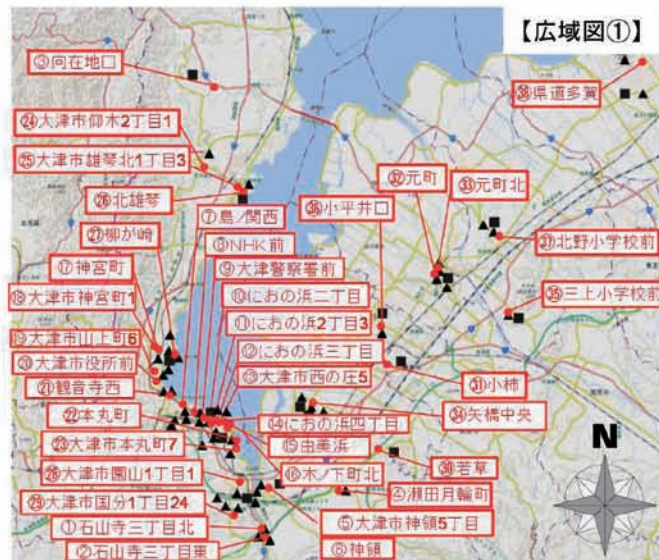 【広域図①】
③向在地口
㊳県道多賀
㉔大津市仰木2丁目1
㉕大津市雄琴北1丁目3
㉖北雄琴
㉗柳が崎
⑰神宮町
⑱大津市神宮町1
⑲大津市山上町6
⑳大津市役所前
㉑観音寺西
㉒本丸町
㉓大津市本丸町7
㉘大津市園山1丁目1
㉙大津市国分1丁目24
①石山寺三丁目北
②石山寺三丁目東
⑦島ノ関西
⑧NHK前
⑨大津警察署前
⑩におの浜二丁目
⑪におの浜2丁目3
⑫におの浜三丁目
⑬大津市西の庄5
⑭におの浜四丁目
⑮由美浜
⑯木ノ下町北
④瀬田月輪町
⑤大津市神領5丁目
⑥神領
㊱小平井口
㉜元町
㉝元町北
㊲北野小学校前
㉟三上小学校前
㉛小柿
㉞矢橋中央
㉚若草
N